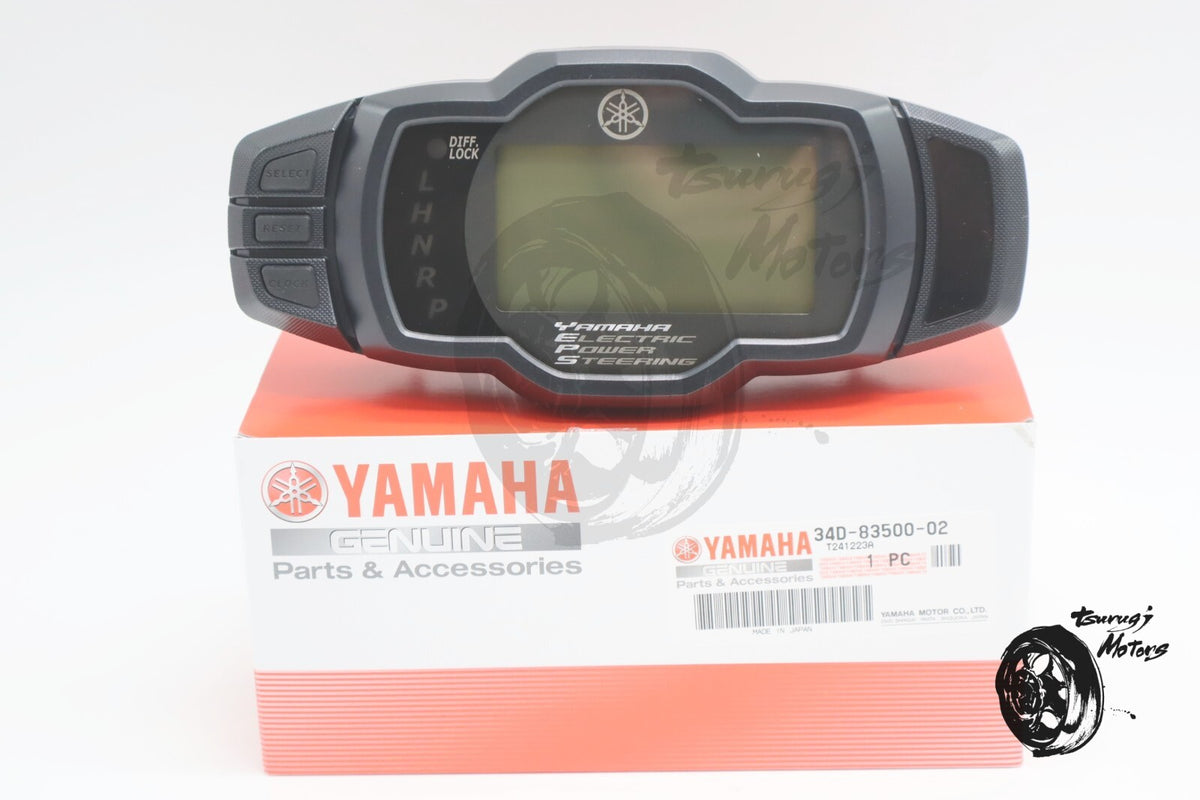 DIFF.
LOCK
SELECT
RESET
CLOCK
L
H
N
R
P
YAMAHA
ELECTRIC
POWER
STEERING
tsurugi
Motors
YAMAHA
GENUINE
Parts & Accessories
YAMAHA
GENUINE
Parts & Accessories
34D-83500-02
T241223A
1 PC
MADE IN JAPAN
YAMAHA MOTOR CO.,LTD.
tsurugi
Motors